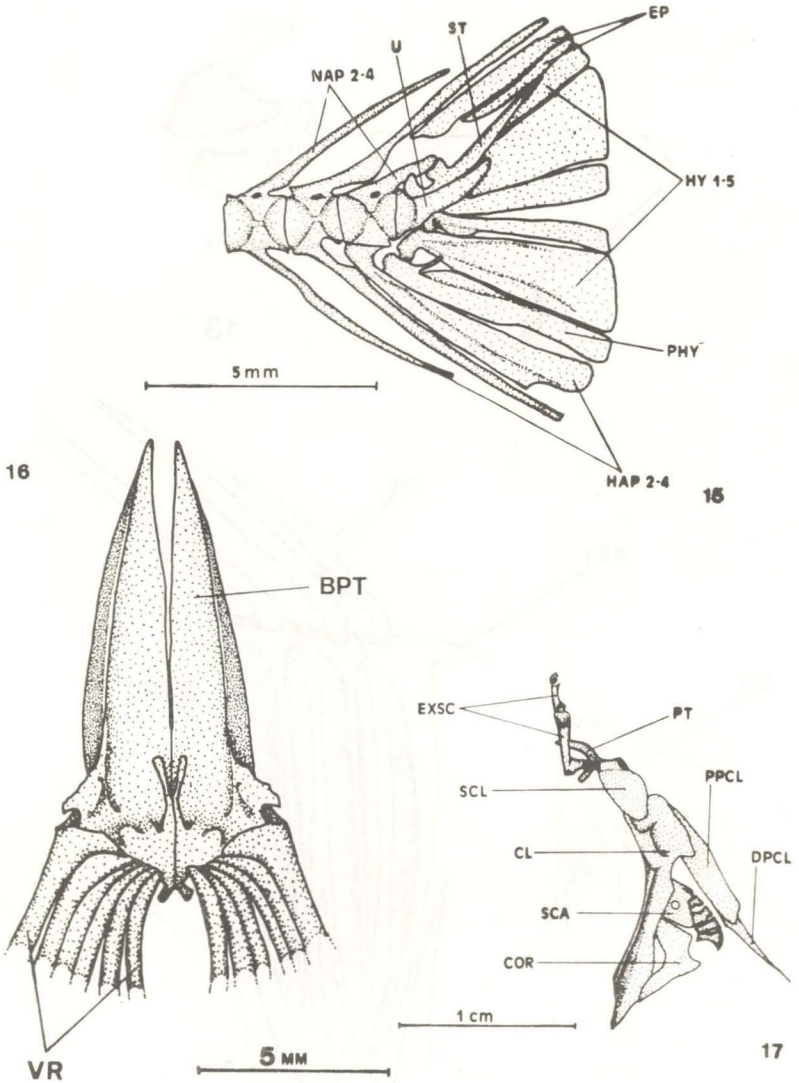 EP
ST
U
NAP 2-4
HY 1-5
PHY
5 mm
HAP 2-4
15
16
BPT
EXSC
PT
SCL
PPCL
CL
DPCL
SCA
COR
1 cm
17
VR
5 MM